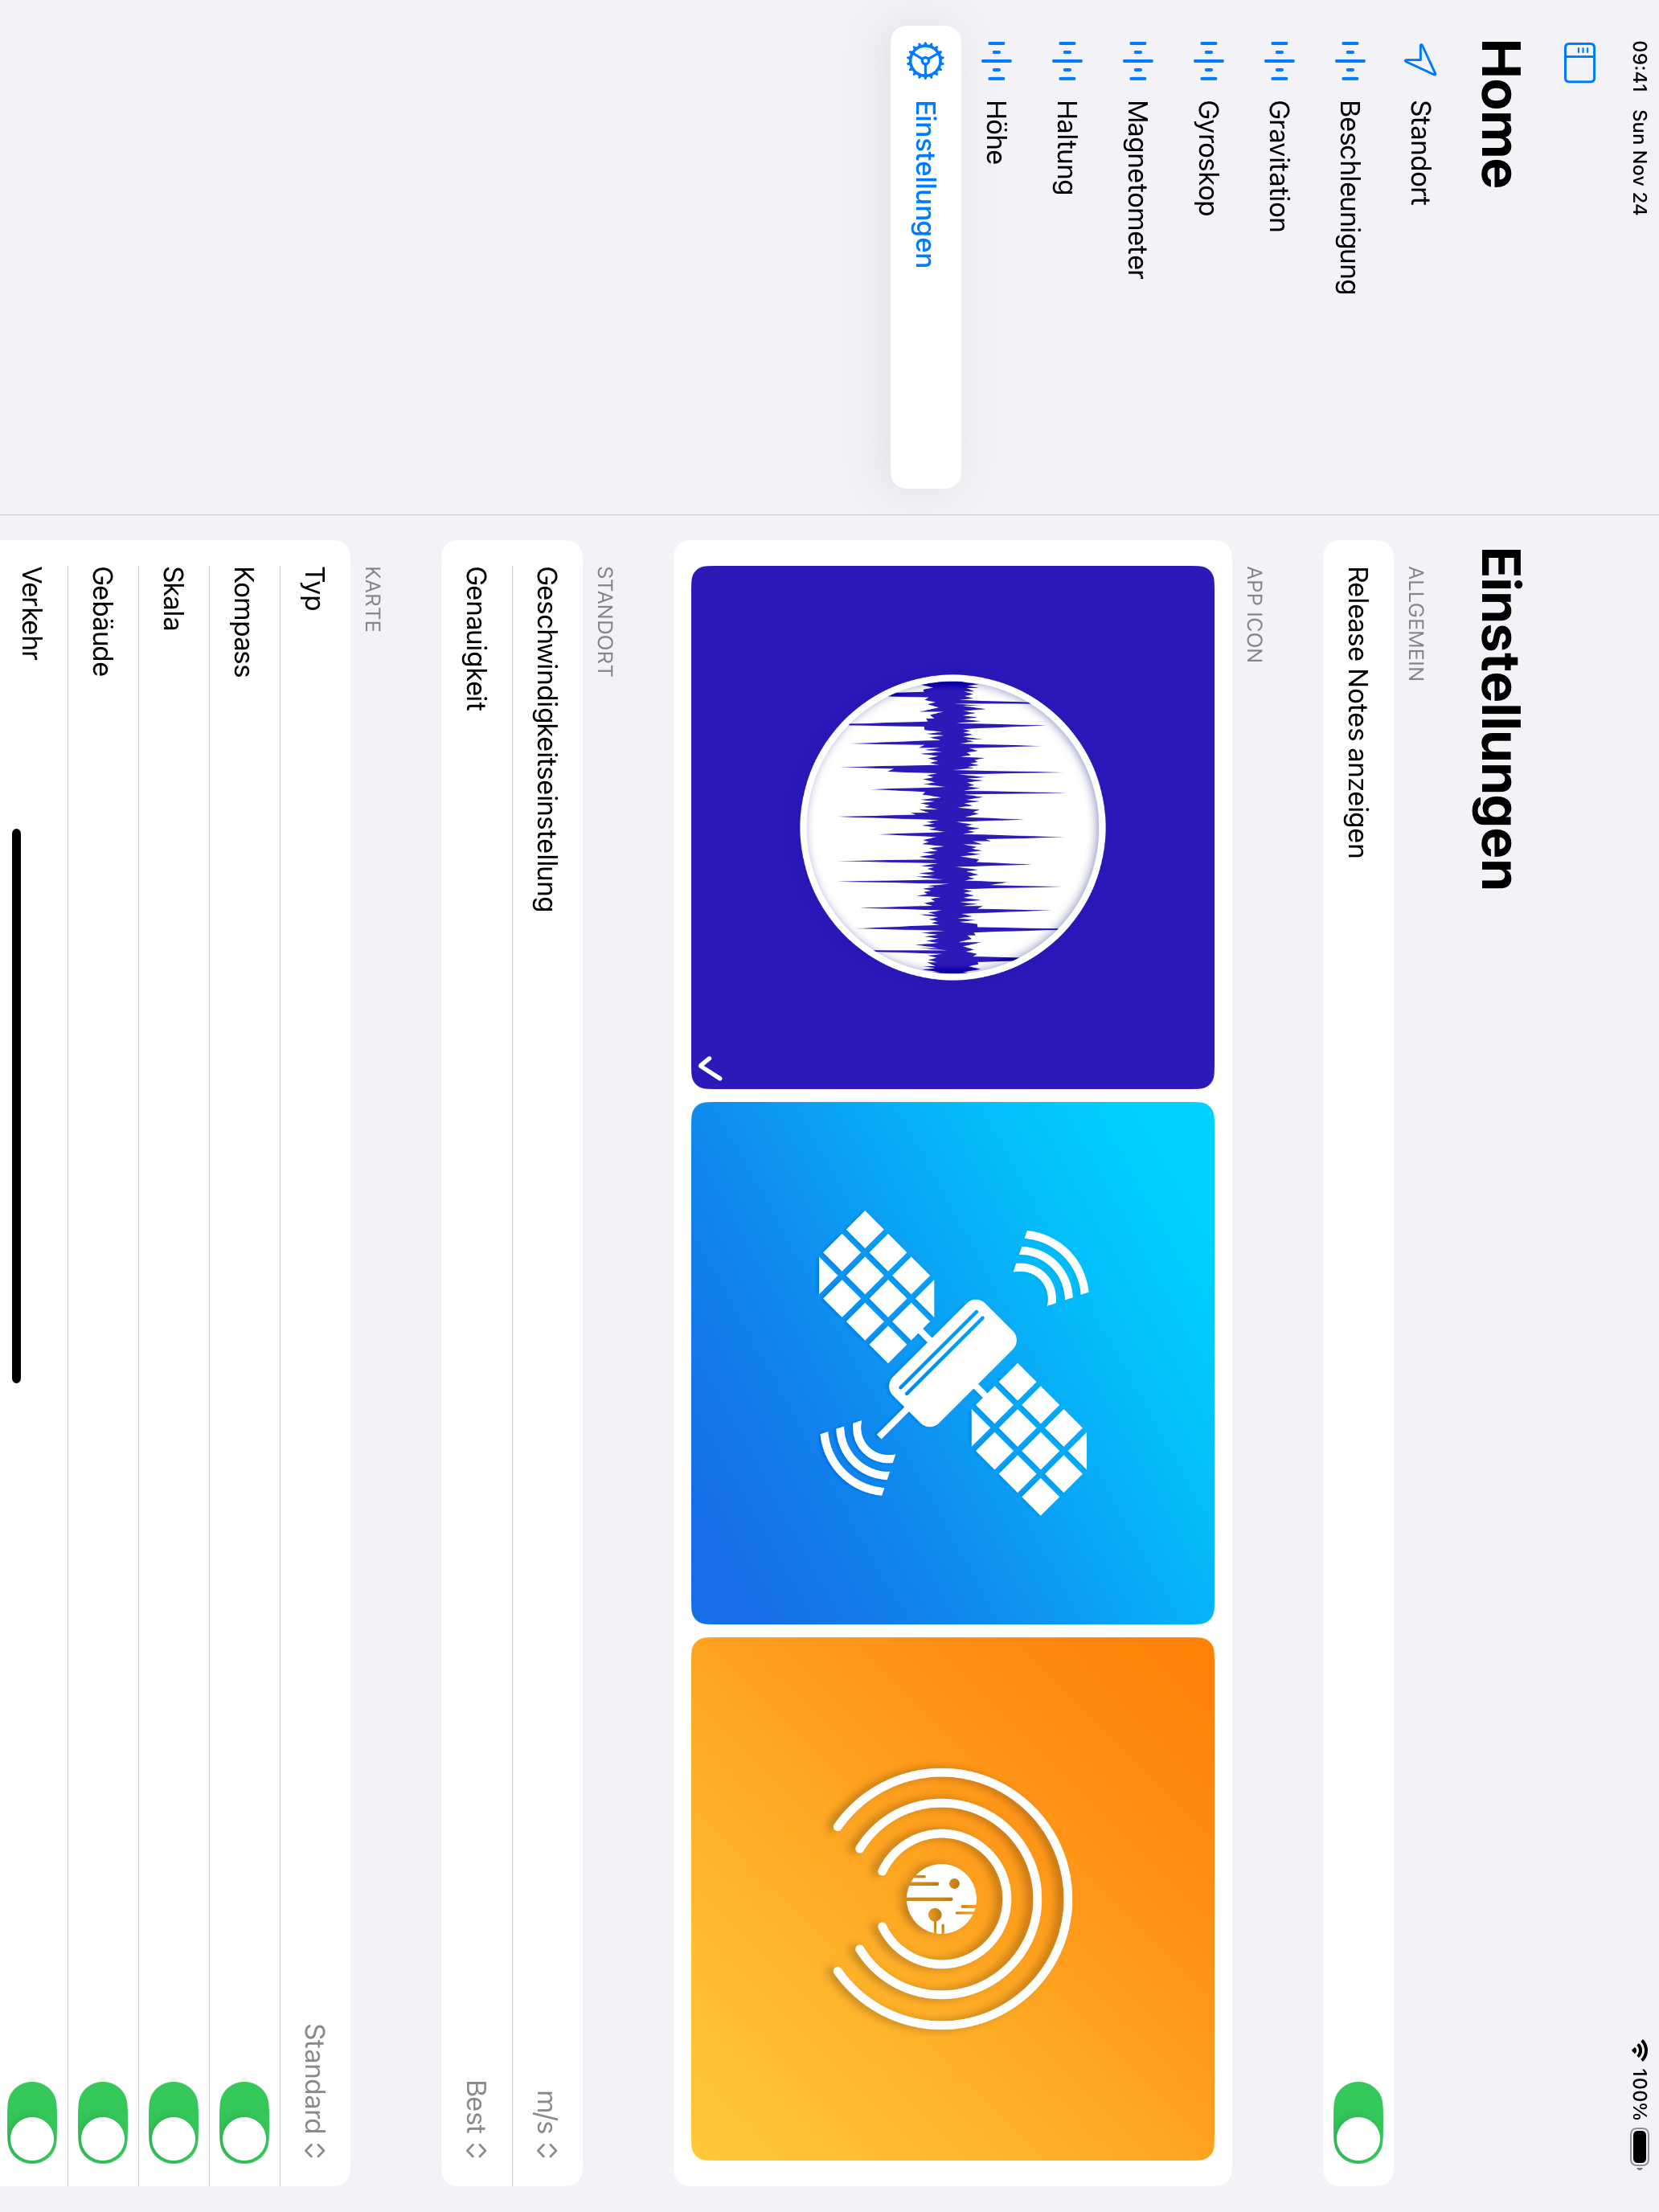 09:41 Sun Nov 24
100%
Home
Standort
Beschleunigung
Gravitation
Gyroskop
Magnetometer
Haltung
Höhe
Einstellungen
Einstellungen
ALLGEMEIN
Release Notes anzeigen
APP ICON
STANDORT
Geschwindigkeitseinstellung m/s
Genauigkeit Best
KARTE
Typ Standard
Kompass
Skala
Gebäude
Verkehr